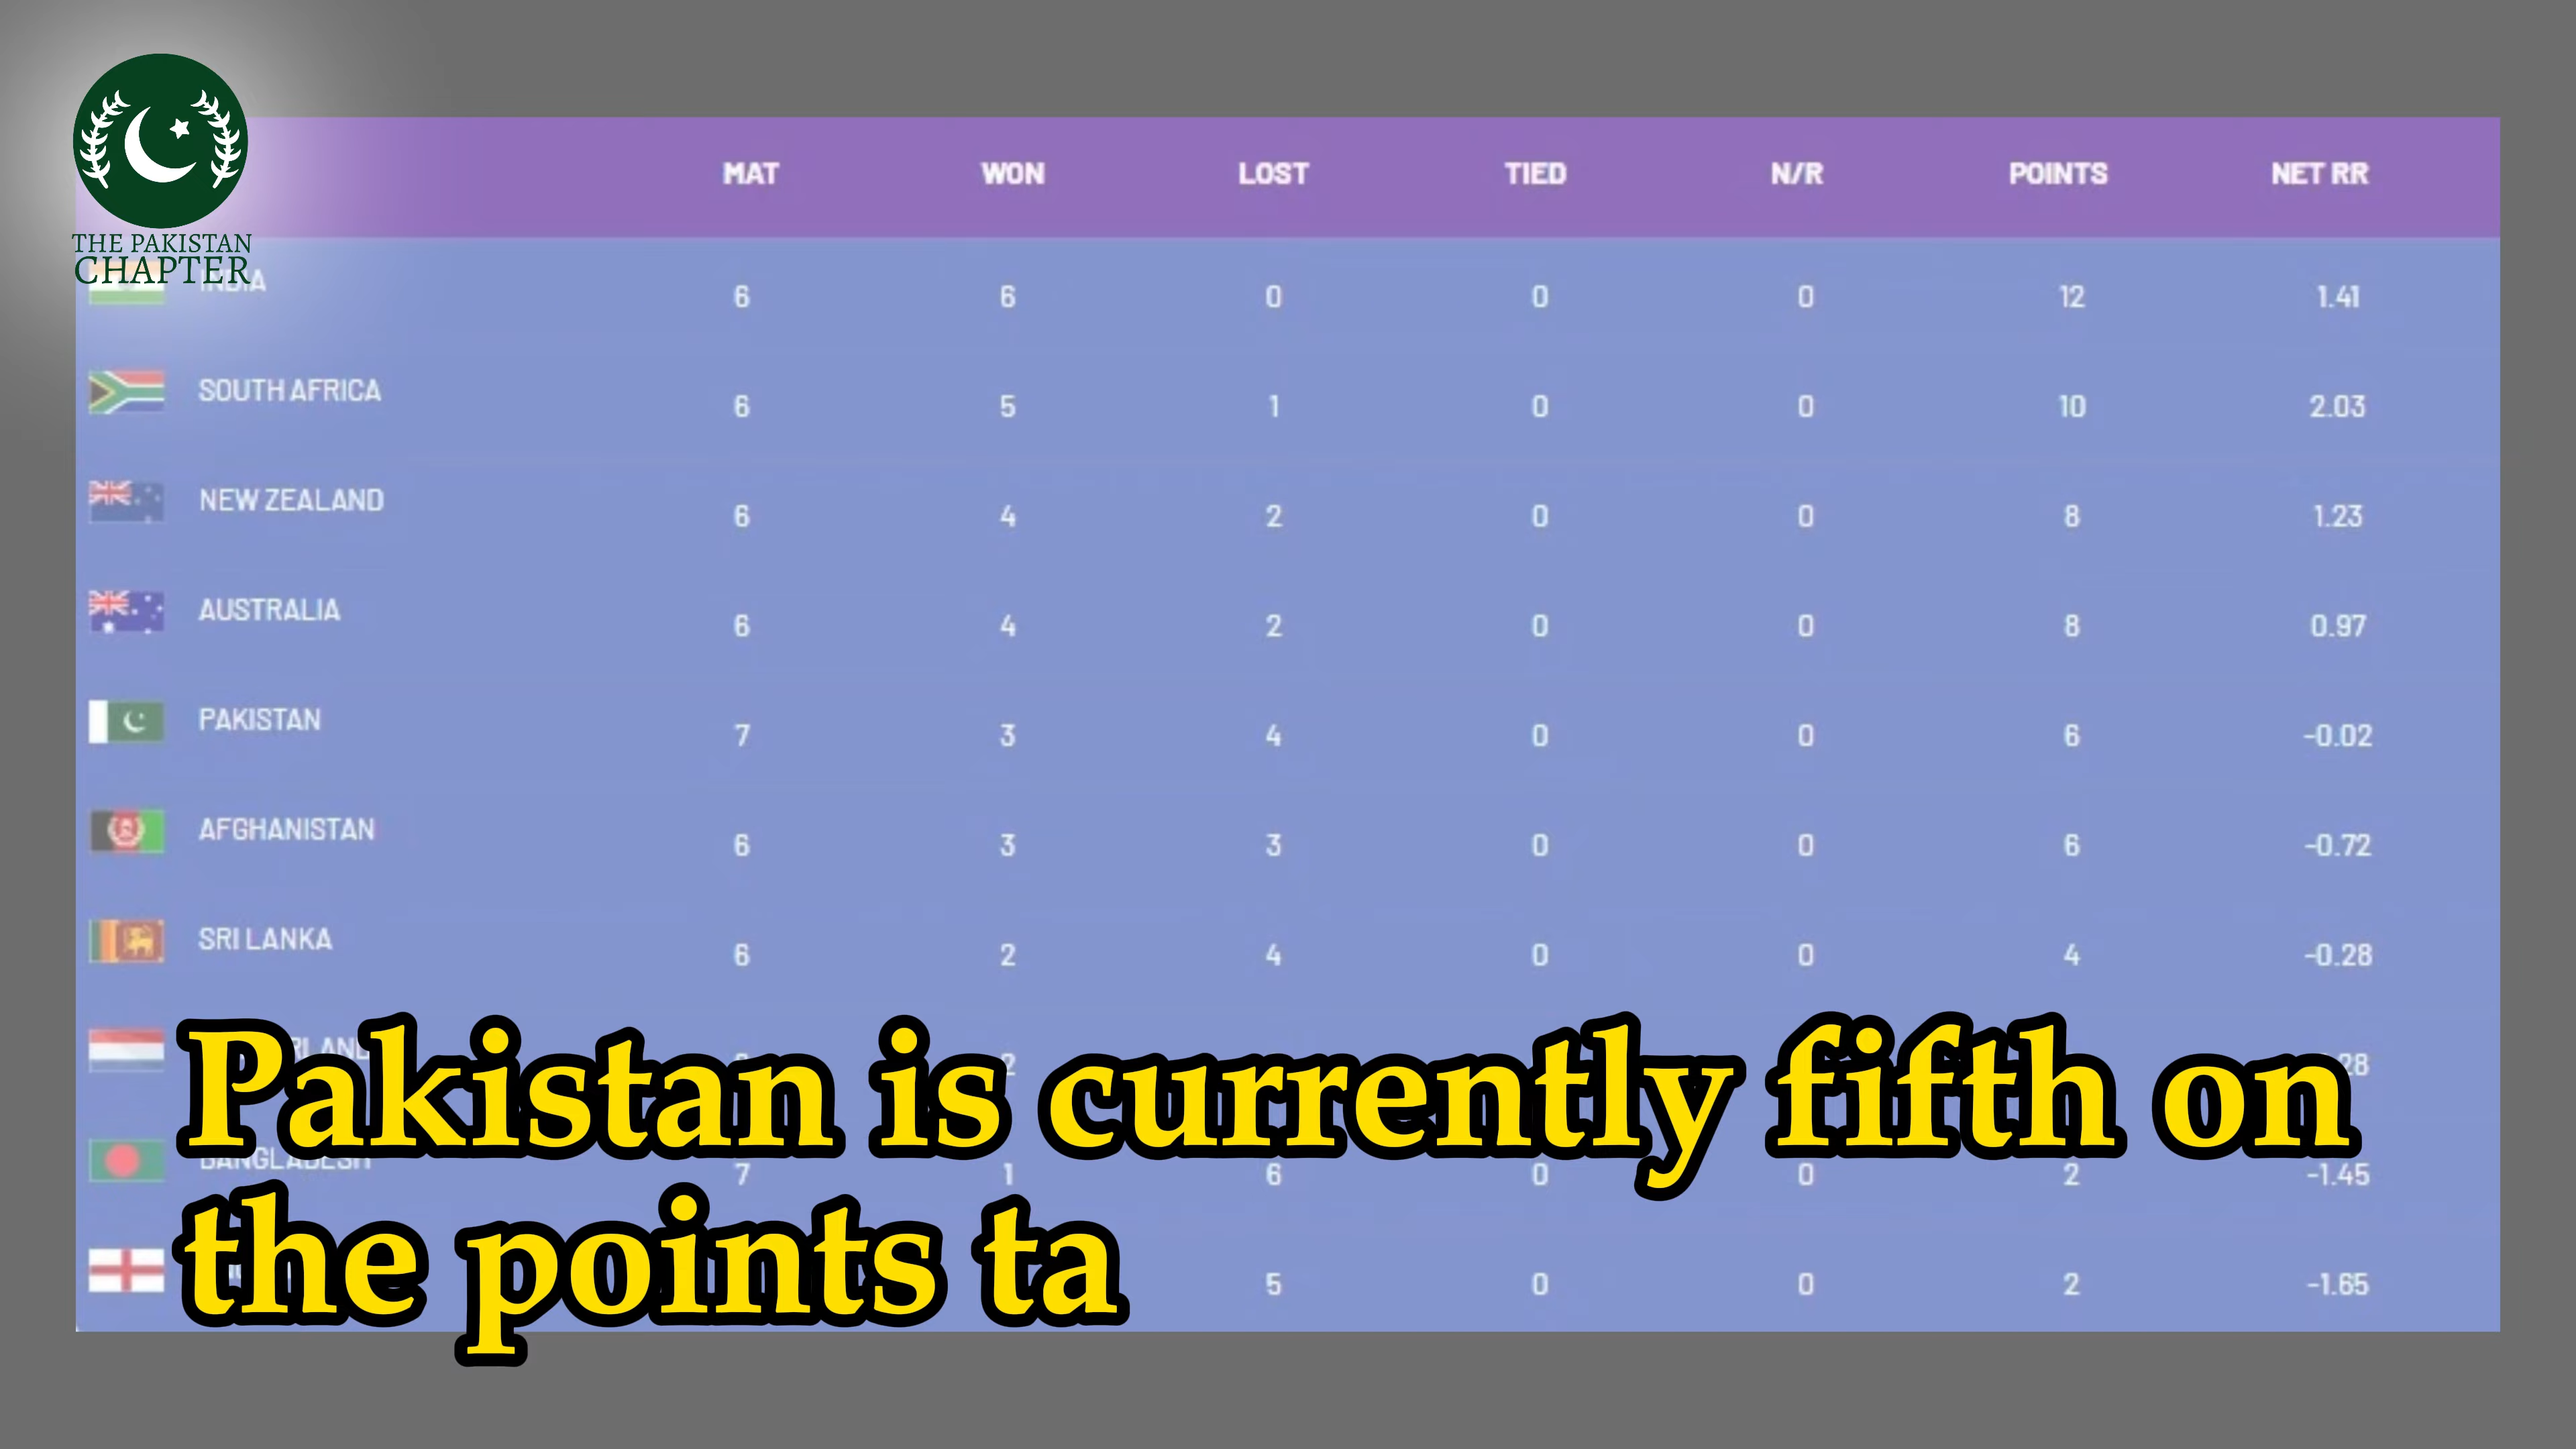 THE PAKISTAN
CHAPTER
MAT WON LOST TIED N/R POINTS NET RR
INDIA 6 6 0 0 0 12 1.41
SOUTH AFRICA 6 5 1 0 0 10 2.03
NEW ZEALAND 6 4 2 0 0 8 1.23
AUSTRALIA 6 4 2 0 0 8 0.97
PAKISTAN 7 3 4 0 0 6 -0.02
AFGHANISTAN 6 3 3 0 0 6 -0.72
SRI LANKA 6 2 4 0 0 4 -0.28
Pakistan is currently fifth on
BANGLADESH 7 1 6 0 0 2 -1.45
the points ta
5 0 0 2 -1.65